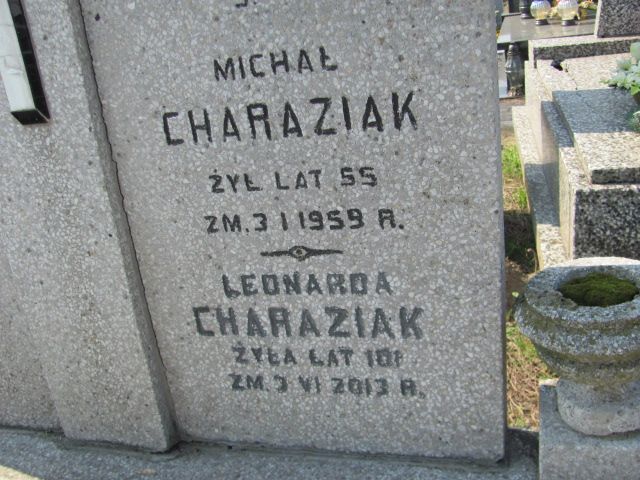 MICHAŁ
CHARAZIAK
ŻYŁ LAT 55
ZM. 3 I 1959 R.
LEONARDA
CHARAZIAK
ŻYŁA LAT 101
ZM. 3 VI 2013 R.